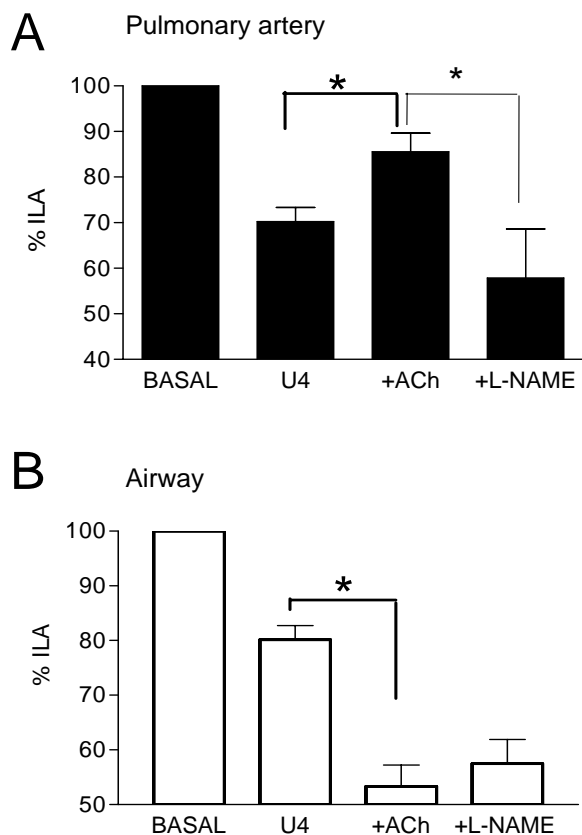 A
Pulmonary artery
* *
100
90
80
70
60
50
40
% ILA
BASAL U4 +ACh +L-NAME
B
Airway
*
100
90
80
70
60
50
% ILA
BASAL U4 +ACh +L-NAME